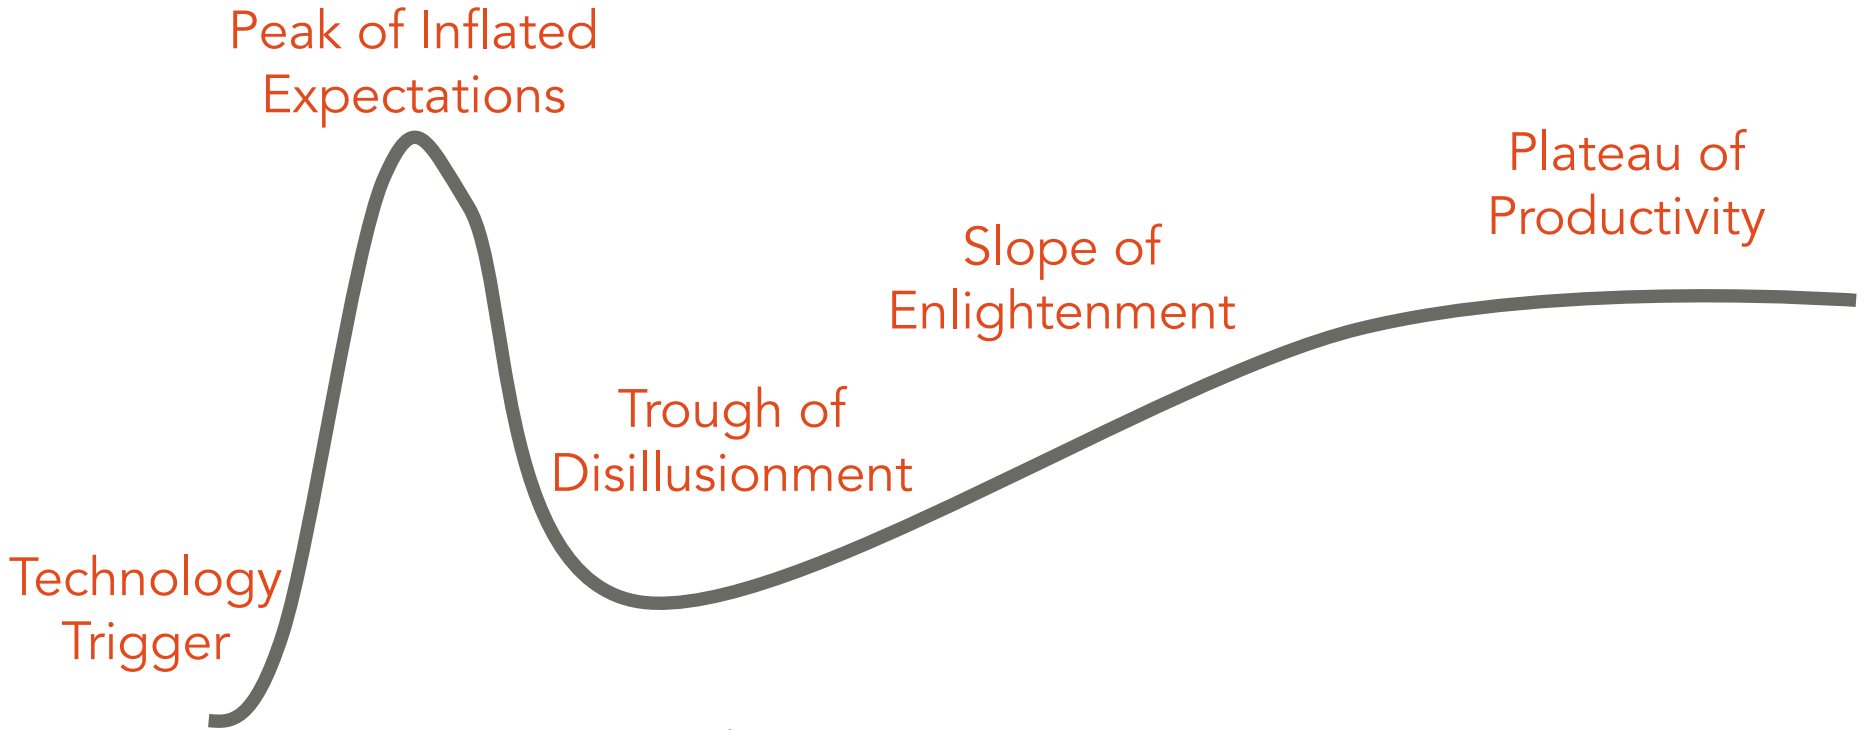 Peak of Inflated
Expectations
Plateau of
Productivity
Slope of
Enlightenment
Trough of
Disillusionment
Technology
Trigger